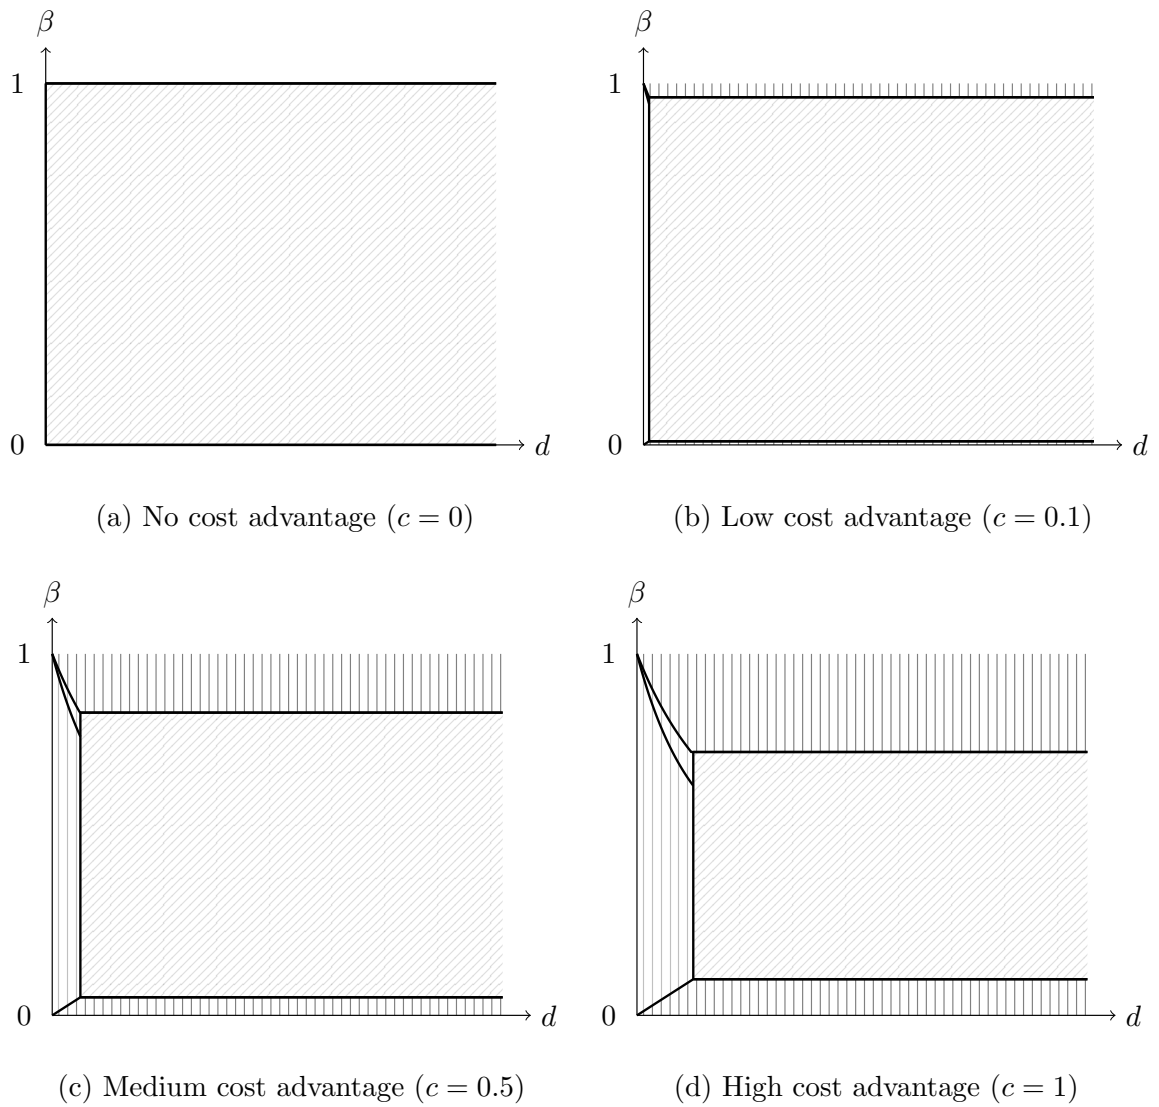 β
1
0
d
(a) No cost advantage (c = 0)
β
1
0
d
(b) Low cost advantage (c = 0.1)
β
1
0
d
(c) Medium cost advantage (c = 0.5)
β
1
0
d
(d) High cost advantage (c = 1)